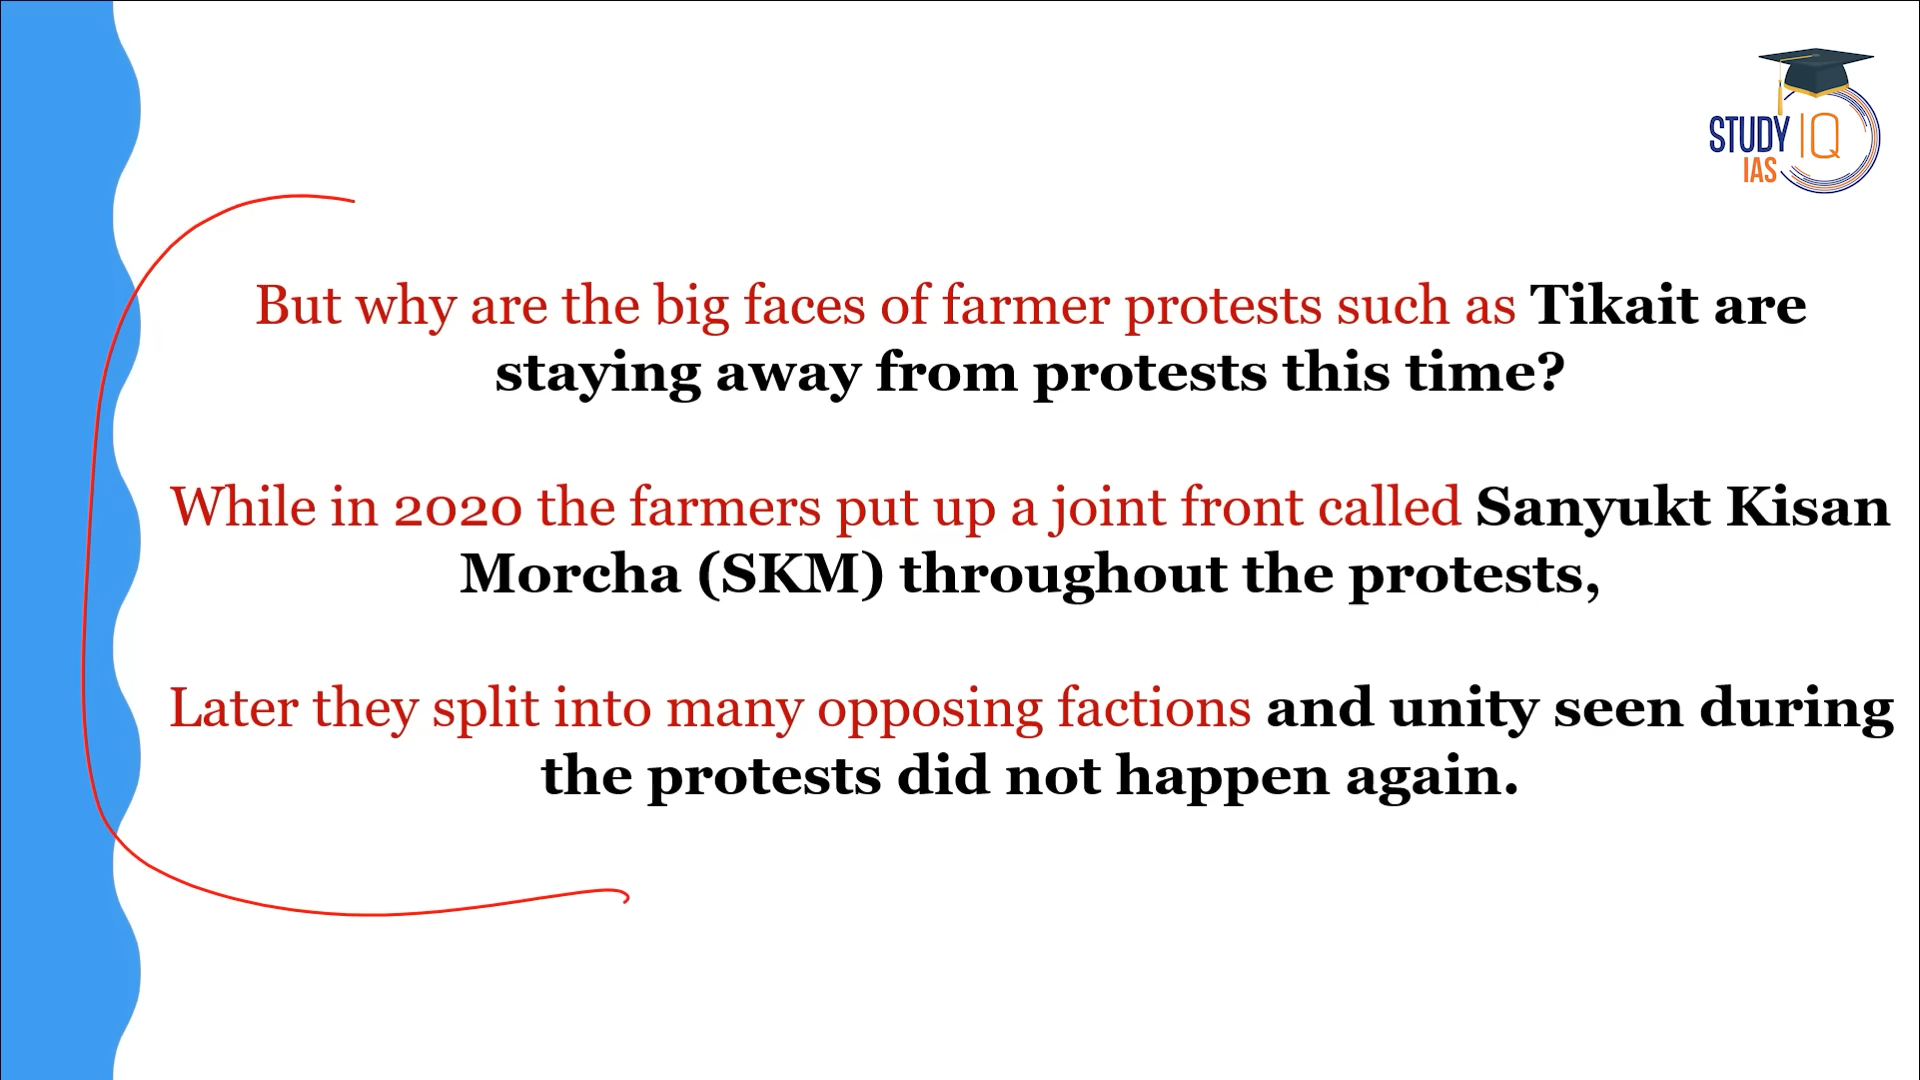 STUDY IQ
IAS
But why are the big faces of farmer protests such as Tikait are
staying away from protests this time?
While in 2020 the farmers put up a joint front called Sanyukt Kisan
Morcha (SKM) throughout the protests,
Later they split into many opposing factions and unity seen during
the protests did not happen again.